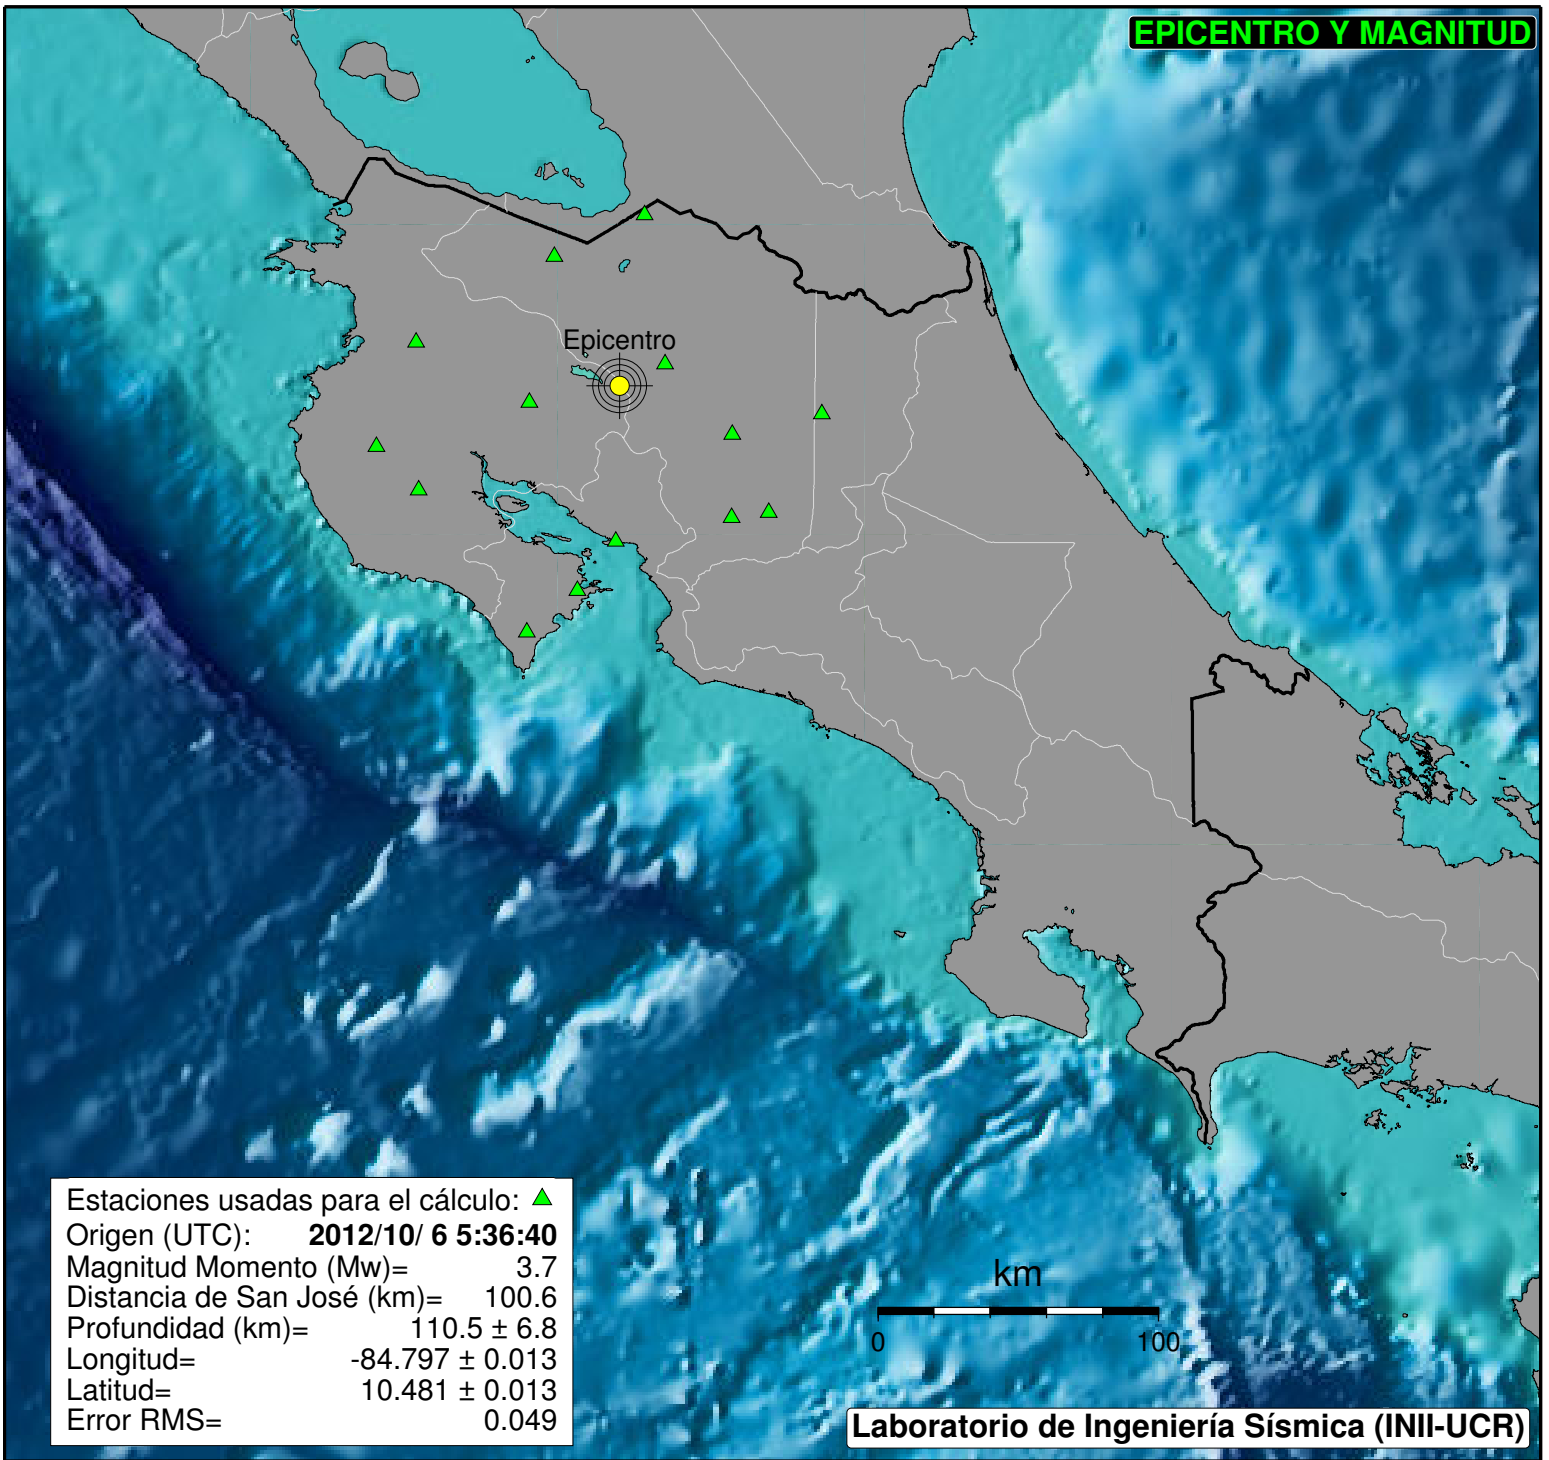 EPICENTRO Y MAGNITUD
Epicentro
Estaciones usadas para el cálculo:
Origen (UTC): 2012/10/ 6 5:36:40
Magnitud Momento (Mw)= 3.7
Distancia de San José (km)= 100.6
Profundidad (km)= 110.5 ± 6.8
Longitud= -84.797 ± 0.013
Latitud= 10.481 ± 0.013
Error RMS= 0.049
km
0 100
Laboratorio de Ingeniería Sísmica (INII-UCR)